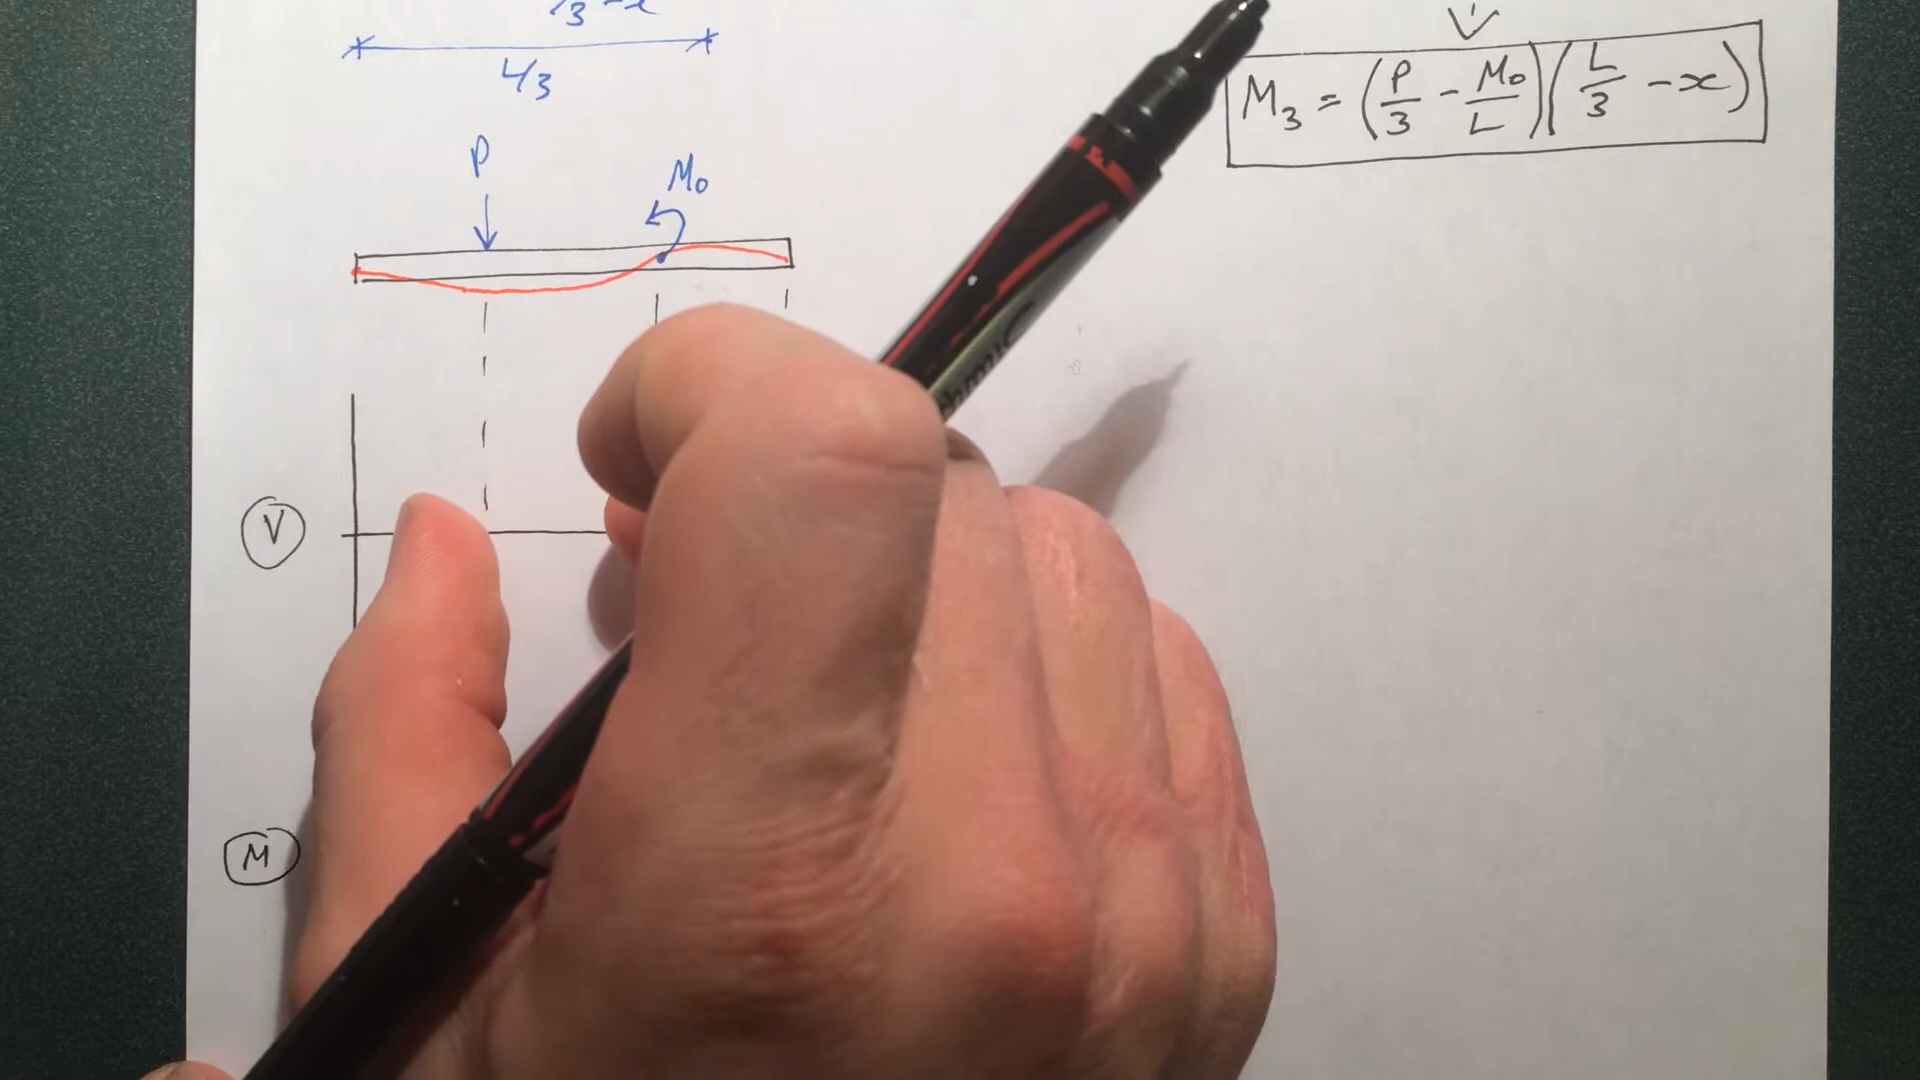 L/3
P
M₀
V
M
M₃ = (P/3 - M₀/L)(L/3 - x)